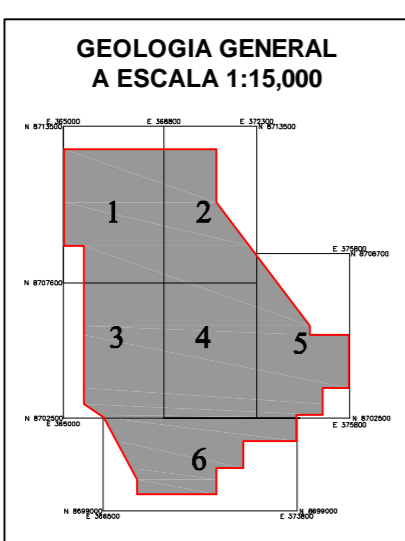 GEOLOGIA GENERAL
A ESCALA 1:15,000
E 365000
E 368800
E 372300
N 8713500
N 8713500
1
2
E 375800
N 8708700
N 8707600
3
4
5
N 8702500
E 365000
N 8702500
E 375800
6
N 8699000
E 366500
N 8699000
E 373800